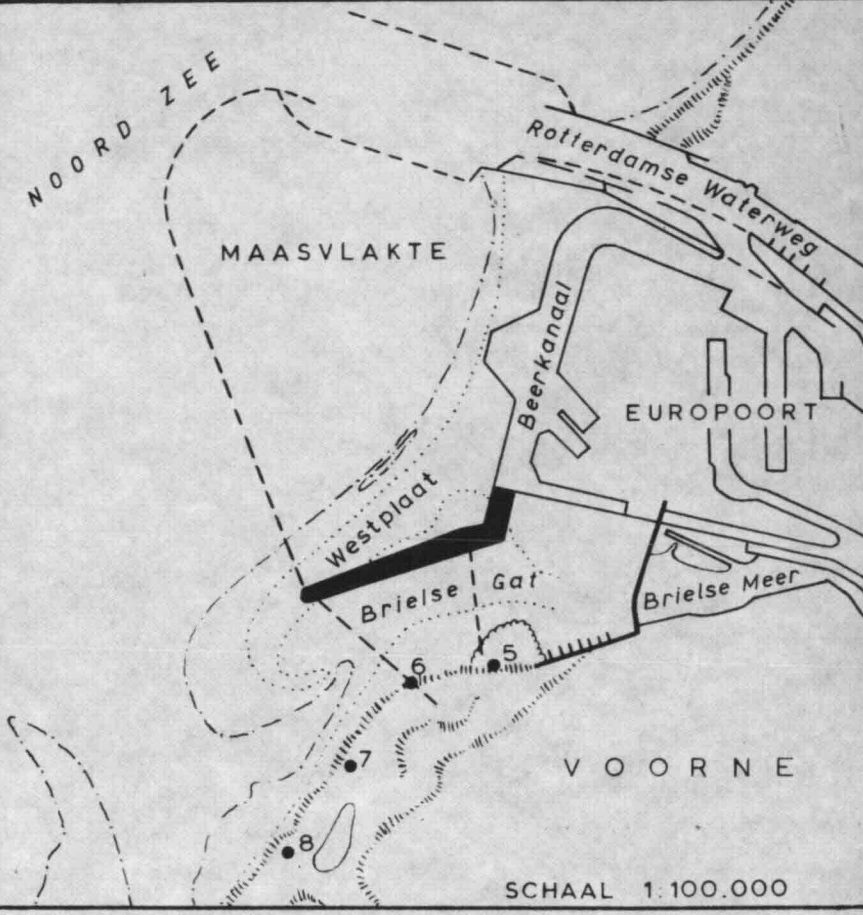 NOORD ZEE
Rotterdamse Waterweg
MAASVLAKTE
Beerkanaal
EUROPOORT
Westplaat
Brielse Gat
Brielse Meer
5
6
7
VOORNE
8
SCHAAL 1:100.000